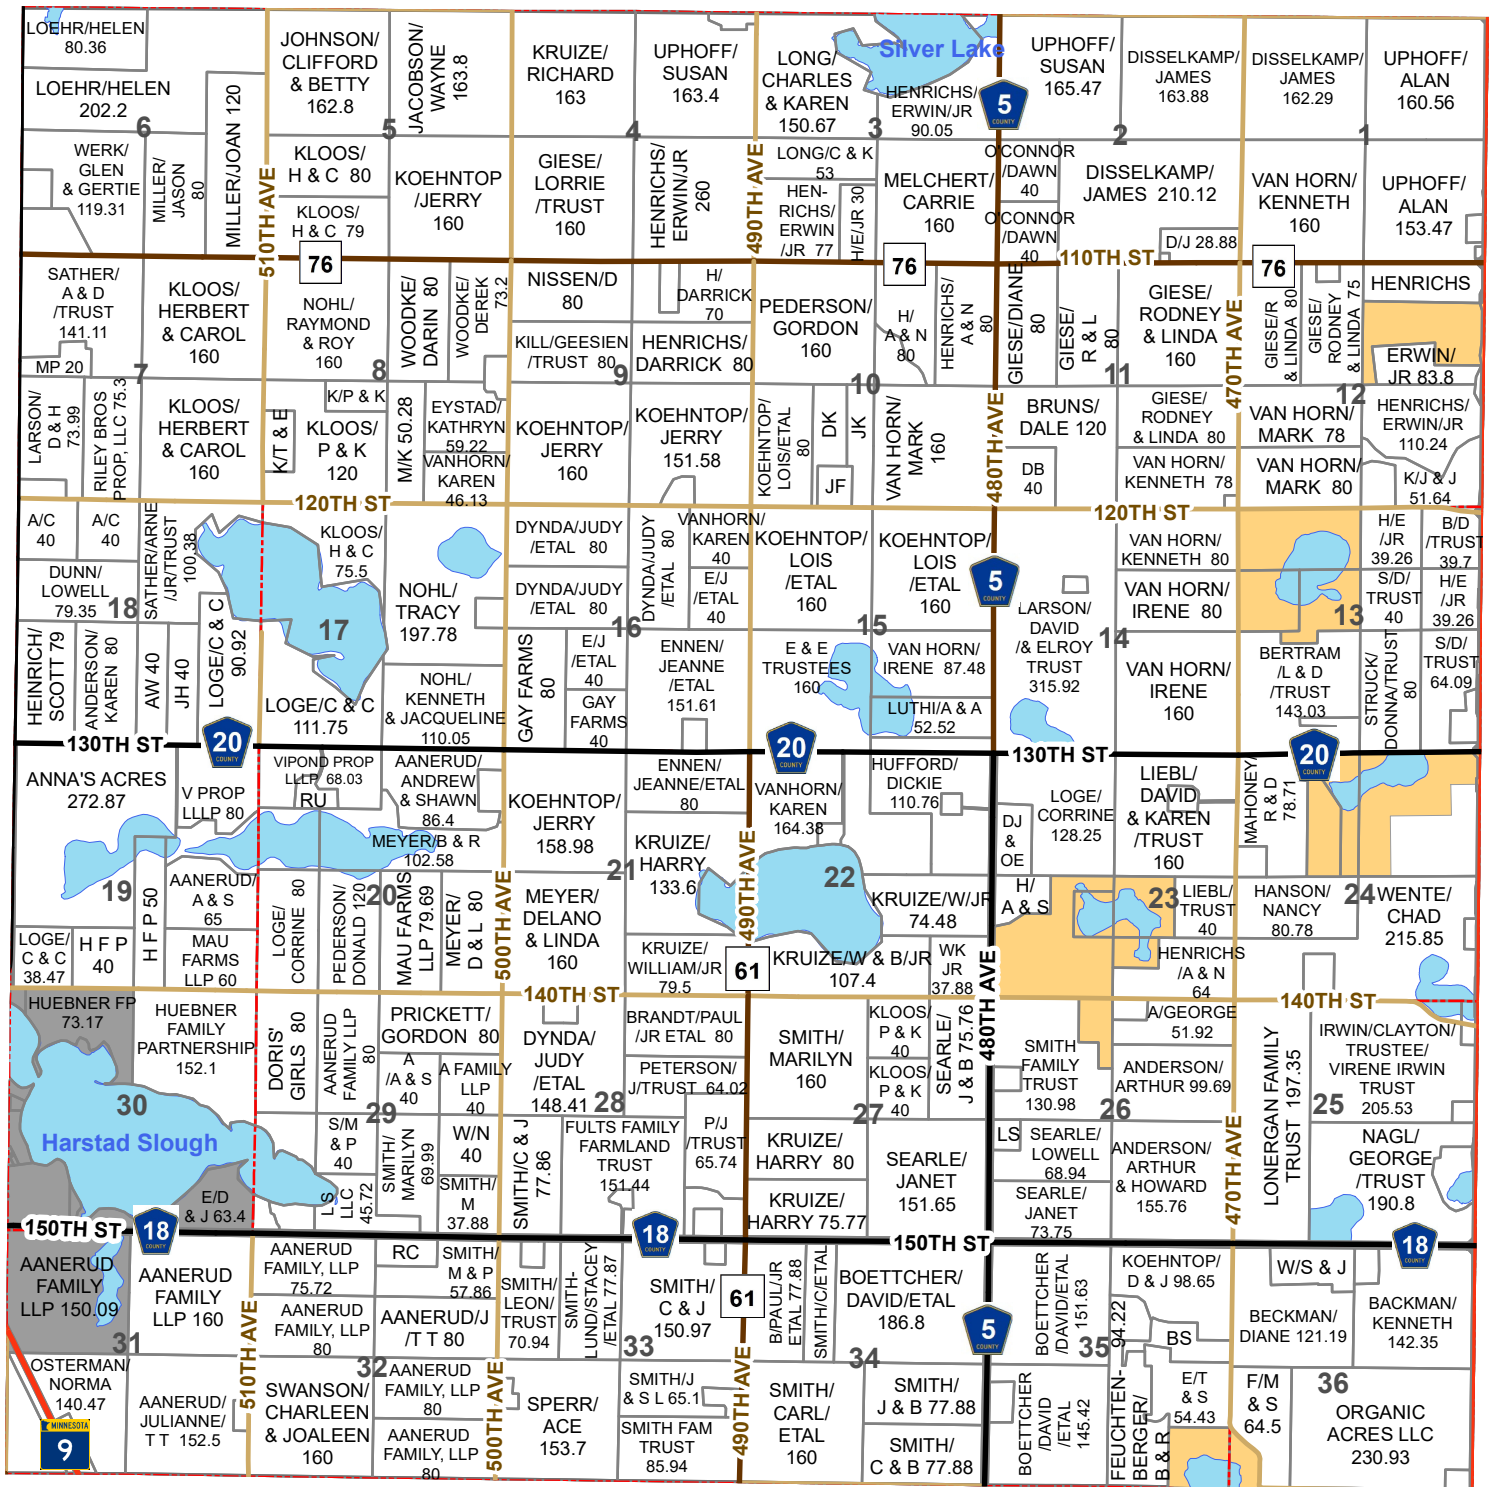 LOEHR/HELEN
80.36
LOEHR/HELEN
202.2
6
WERK/
GLEN
& GERTIE
119.31
MILLER/
JASON
80
MILLER/JOAN 120
510TH AVE
JOHNSON/
CLIFFORD
& BETTY
162.8
JACOBSON/
WAYNE
163.8
5
KLOOS/
H & C 80
KLOOS/
H & C 79
KOEHNTOP
/JERRY
160
KRUIZE/
RICHARD
163
UPHOFF/
SUSAN
163.4
4
GIESE/
LORRIE
/TRUST
160
HENRICHS/
ERWIN/JR
260
490TH AVE
LONG/
CHARLES
& KAREN
150.67
Silver Lake
HENRICHS/
ERWIN/JR
90.05
3
LONG/C & K
53
HEN-
RICHS/
ERWIN
/JR 77
H/E/JR 30
MELCHERT/
CARRIE
160
5
COUNTY
UPHOFF/
SUSAN
165.47
DISSELKAMP/
JAMES
163.88
2
O'CONNOR
/DAWN
40
O'CONNOR
/DAWN
40
DISSELKAMP/
JAMES 210.12
D/J 28.88
DISSELKAMP/
JAMES
162.29
UPHOFF/
ALAN
160.56
1
VAN HORN/
KENNETH
160
UPHOFF/
ALAN
153.47
76
76
110TH ST
76
SATHER/
A & D
/TRUST
141.11
MP 20
7
KLOOS/
HERBERT
& CAROL
160
LARSON/
D & H
73.99
RILEY BROS
PROP, LLC 75.3
KLOOS/
HERBERT
& CAROL
160
NOHL/
RAYMOND
& ROY
160
WOODKE/
DARIN 80
WOODKE/
DEREK
73.2
8
K/P & K
K/T & E
KLOOS/
P & K
120
M/K 50.28
EYSTAD/
KATHRYN
59.22
VANHORN/
KAREN
46.13
NISSEN/D
80
H/
DARRICK
70
KILL/GEESIEN
/TRUST 80
HENRICHS/
DARRICK 80
9
KOEHNTOP/
JERRY
160
KOEHNTOP/
JERRY
151.58
PEDERSON/
GORDON
160
H/
A & N
80
HENRICHS/
A & N
80
10
KOEHNTOP/
LOIS/ETAL
80
DK
JK
JF
VAN HORN/
MARK
160
480TH AVE
GIESE/DIANE
80
GIESE/
R & L
80
GIESE/
RODNEY
& LINDA
160
11
BRUNS/
DALE 120
DB
40
GIESE/
RODNEY
& LINDA 80
VAN HORN/
KENNETH 78
470TH AVE
GIESE/R
& LINDA 80
GIESE/
RODNEY
& LINDA 75
HENRICHS
ERWIN/
JR 83.8
12
VAN HORN/
MARK 78
HENRICHS/
ERWIN/JR
110.24
VAN HORN/
MARK 80
K/J & J
51.64
120TH ST
120TH ST
A/C
40
A/C
40
DUNN/
LOWELL
79.35
18
SATHER/ARNE
/JR/TRUST
100.38
HEINRICH/
SCOTT 79
ANDERSON/
KAREN 80
AW 40
JH 40
LOGE/C & C
90.92
KLOOS/
H & C
75.5
17
NOHL/
TRACY
197.78
LOGE/C & C
111.75
NOHL/
KENNETH
& JACQUELINE
110.05
DYNDA/JUDY
/ETAL 80
DYNDA/JUDY
/ETAL 80
DYNDA/JUDY
/ETAL 80
VANHORN/
KAREN
40
E/J
/ETAL
40
16
GAY FARMS
80
E/J
/ETAL
40
GAY
FARMS
40
ENNEN/
JEANNE
/ETAL
151.61
KOEHNTOP/
LOIS
/ETAL
160
KOEHNTOP/
LOIS
/ETAL
160
15
E & E
TRUSTEES
160
VAN HORN/
IRENE 87.48
LUTHI/A & A
52.52
5
COUNTY
LARSON/
DAVID
/& ELROY
TRUST
315.92
VAN HORN/
KENNETH 80
VAN HORN/
IRENE 80
14
VAN HORN/
IRENE
160
H/E
/JR
39.26
B/D
/TRUST
39.7
S/D/
TRUST
40
H/E
/JR
39.26
13
BERTRAM
/L & D
/TRUST
143.03
STRUCK/
DONNA/TRUST
80
S/D/
TRUST
64.09
130TH ST
20
COUNTY
20
COUNTY
130TH ST
20
COUNTY
ANNA'S ACRES
272.87
V PROP
LLLP 80
19
H F P 50
AANERUD/
A & S
65
LOGE/
C & C
38.47
H F P
40
MAU
FARMS
LLP 60
VIPOND PROP
LLLP 68.03
RU
AANERUD/
ANDREW
& SHAWN
86.4
MEYER/B & R
102.58
20
LOGE/
CORRINE 80
PEDERSON/
DONALD 120
MAU FARMS
LLP 79.69
MEYER/
D & L 80
500TH AVE
KOEHNTOP/
JERRY
158.98
ENNEN/
JEANNE/ETAL
80
KRUIZE/
HARRY
133.6
21
MEYER/
DELANO
& LINDA
160
KRUIZE/
WILLIAM/JR
79.5
490TH AVE
VANHORN/
KAREN
164.38
HUFFORD/
DICKIE
110.76
22
KRUIZE/W/JR
74.48
KRUIZE/W & B/JR
107.4
WK
JR
37.88
61
480TH AVE
DJ
&
OE
LOGE/
CORRINE
128.25
LIEBL/
DAVID
& KAREN
/TRUST
160
H/
A & S
23
LIEBL/
TRUST
40
HENRICHS
/A & N
64
MAHONEY/
R & D
78.71
HANSON/
NANCY
80.78
24
WENTE/
CHAD
215.85
140TH ST
140TH ST
HUEBNER FP
73.17
HUEBNER
FAMILY
PARTNERSHIP
152.1
30
Harstad Slough
E/D
& J 63.4
DORIS'
GIRLS 80
AANERUD
FAMILY LLP
80
PRICKETT/
GORDON 80
A
/A & S
40
A FAMILY
LLP
40
29
S/M
& P
40
LS
LLC
45.72
SMITH/
MARILYN
69.99
W/N
40
SMITH/
M
37.88
DYNDA/
JUDY
/ETAL
148.41
BRANDT/PAUL
/JR ETAL 80
PETERSON/
J/TRUST 64.02
28
SMITH/C & J
77.86
FULTS FAMILY
FARMLAND
TRUST
151.44
P/J
/TRUST
65.74
SMITH/
MARILYN
160
KLOOS/
P & K
40
KLOOS/
P & K
40
SEARLE/
J & B 75.76
27
KRUIZE/
HARRY 80
KRUIZE/
HARRY 75.77
SEARLE/
JANET
151.65
SMITH
FAMILY
TRUST
130.98
A/GEORGE
51.92
ANDERSON/
ARTHUR 99.69
26
LS
SEARLE/
LOWELL
68.94
SEARLE/
JANET
73.75
ANDERSON/
ARTHUR
& HOWARD
155.76
470TH AVE
LONERGAN FAMILY
TRUST 197.35
IRWIN/CLAYTON/
TRUSTEE/
VIRENE IRWIN
TRUST
205.53
25
NAGL/
GEORGE
/TRUST
190.8
150TH ST
18
COUNTY
18
COUNTY
150TH ST
18
COUNTY
AANERUD
FAMILY
LLP 150.09
AANERUD
FAMILY
LLP 160
31
OSTERMAN/
NORMA
140.47
AANERUD/
JULIANNE/
T T 152.5
MINNESOTA
9
510TH AVE
AANERUD
FAMILY, LLP
75.72
RC
SMITH/
M & P
57.86
AANERUD
FAMILY, LLP
80
AANERUD/J
/T T 80
32
SWANSON/
CHARLEEN
& JOALEEN
160
AANERUD
FAMILY, LLP
80
AANERUD
FAMILY, LLP
80
500TH AVE
SMITH/
LEON/
TRUST
70.94
SMITH-
LUND/STACEY
/ETAL 77.87
SMITH/
C & J
150.97
33
SPERR/
ACE
153.7
SMITH/J
& S L 65.1
SMITH FAM
TRUST
85.94
61
490TH AVE
B/PAUL/JR
ETAL 77.88
SMITH/C/ETAL
BOETTCHER/
DAVID/ETAL
186.8
34
SMITH/
CARL/
ETAL
160
SMITH/
J & B 77.88
SMITH/
C & B 77.88
5
COUNTY
BOETTCHER
/DAVID/ETAL
151.63
35
BOETTCHER
/DAVID
/ETAL
145.42
KOEHNTOP/
D & J 98.65
94.22
BS
FEUCHTEN-
BERGER/
B & R
E/T
& S
54.43
W/S & J
BECKMAN/
DIANE 121.19
BACKMAN/
KENNETH
142.35
36
F/M
& S
64.5
ORGANIC
ACRES LLC
230.93